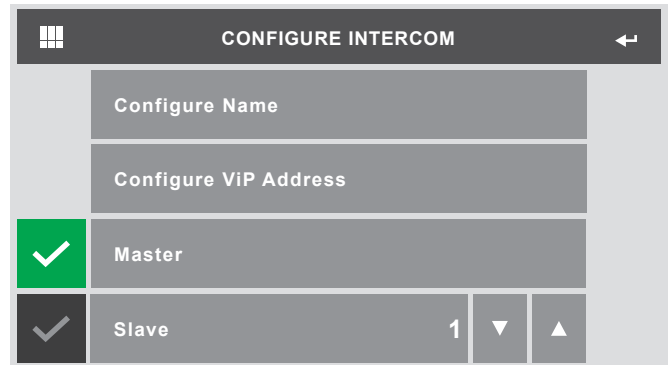 CONFIGURE INTERCOM
Configure Name
Configure ViP Address
Master
Slave 1